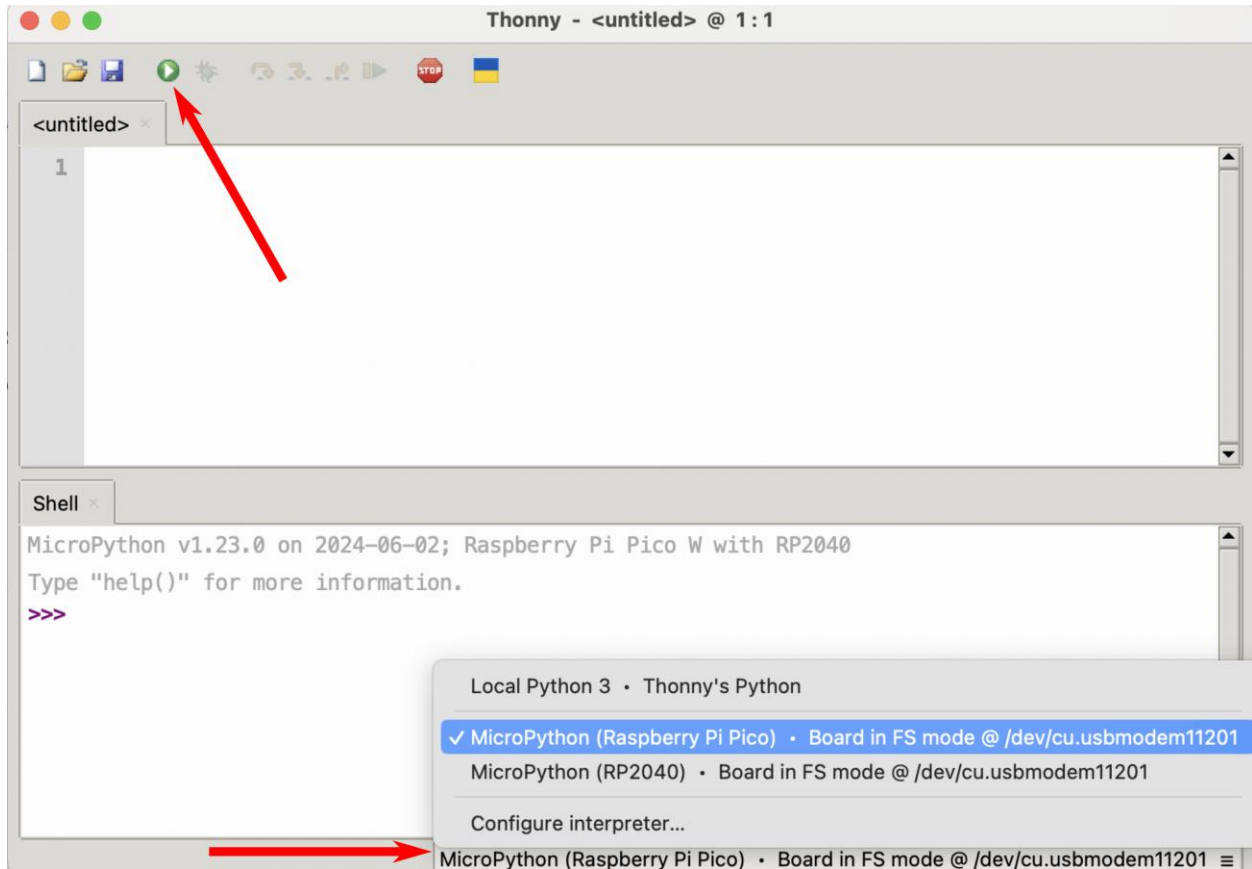 Thonny - <untitled> @ 1:1
STOP
<untitled>
1
Shell
MicroPython v1.23.0 on 2024-06-02; Raspberry Pi Pico W with RP2040
Type "help()" for more information.
>>>
Local Python 3 • Thonny's Python
✓ MicroPython (Raspberry Pi Pico) • Board in FS mode @ /dev/cu.usbmodem11201
MicroPython (RP2040) • Board in FS mode @ /dev/cu.usbmodem11201
Configure interpreter...
MicroPython (Raspberry Pi Pico) • Board in FS mode @ /dev/cu.usbmodem11201 ≡